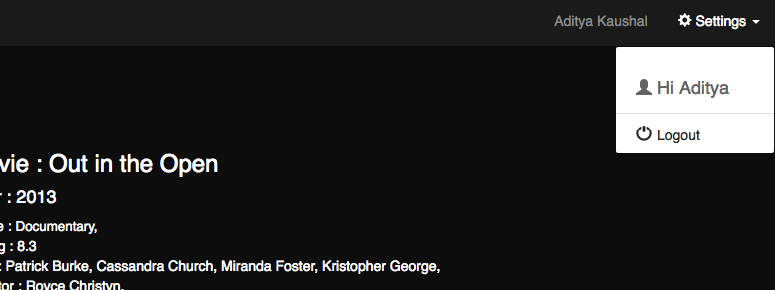 Aditya Kaushal Settings
Hi Aditya
Logout
vie : Out in the Open
r : 2013
e : Documentary,
g : 8.3
: Patrick Burke, Cassandra Church, Miranda Foster, Kristopher George,
tor : Royce Christyn,